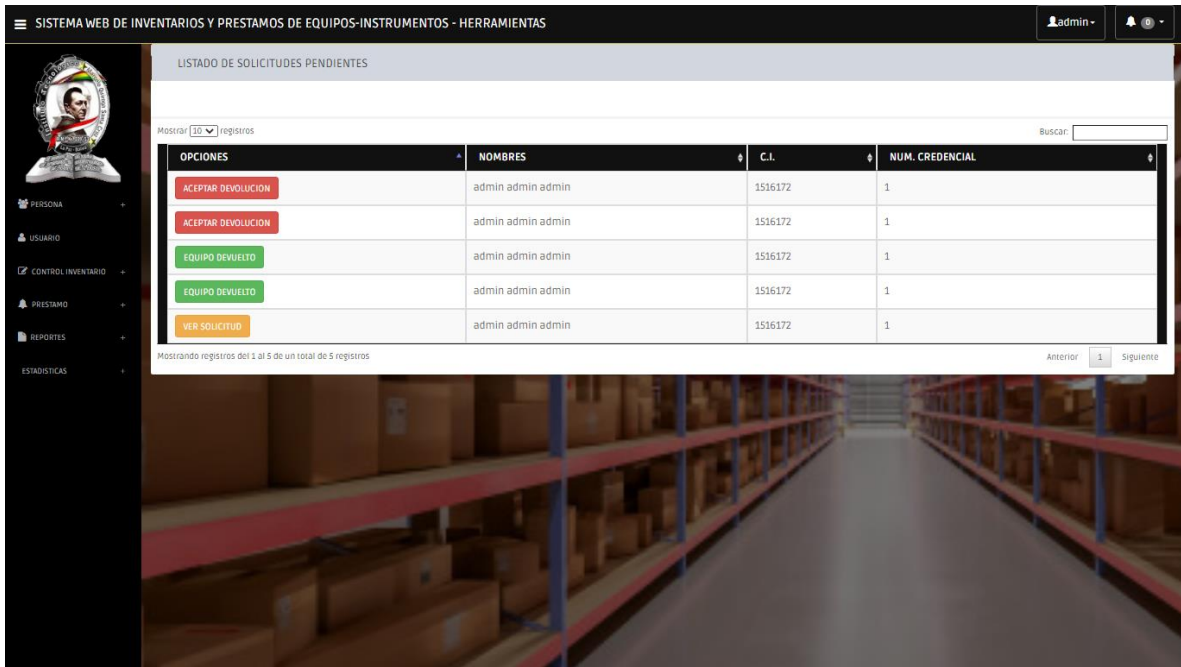 SISTEMA WEB DE INVENTARIOS Y PRESTAMOS DE EQUIPOS-INSTRUMENTOS - HERRAMIENTAS
admin
0
LISTADO DE SOLICITUDES PENDIENTES
Mostrar 10 registros
Buscar:
OPCIONES NOMBRES C.I. NUM. CREDENCIAL
ACEPTAR DEVOLUCION admin admin admin 1516172 1
ACEPTAR DEVOLUCION admin admin admin 1516172 1
EQUIPO DEVUELTO admin admin admin 1516172 1
EQUIPO DEVUELTO admin admin admin 1516172 1
VER SOLICITUD admin admin admin 1516172 1
Mostrando registros del 1 al 5 de un total de 5 registros
Anterior 1 Siguiente
PERSONA +
USUARIO
CONTROL INVENTARIO +
PRESTAMO +
REPORTES +
ESTADISTICAS +